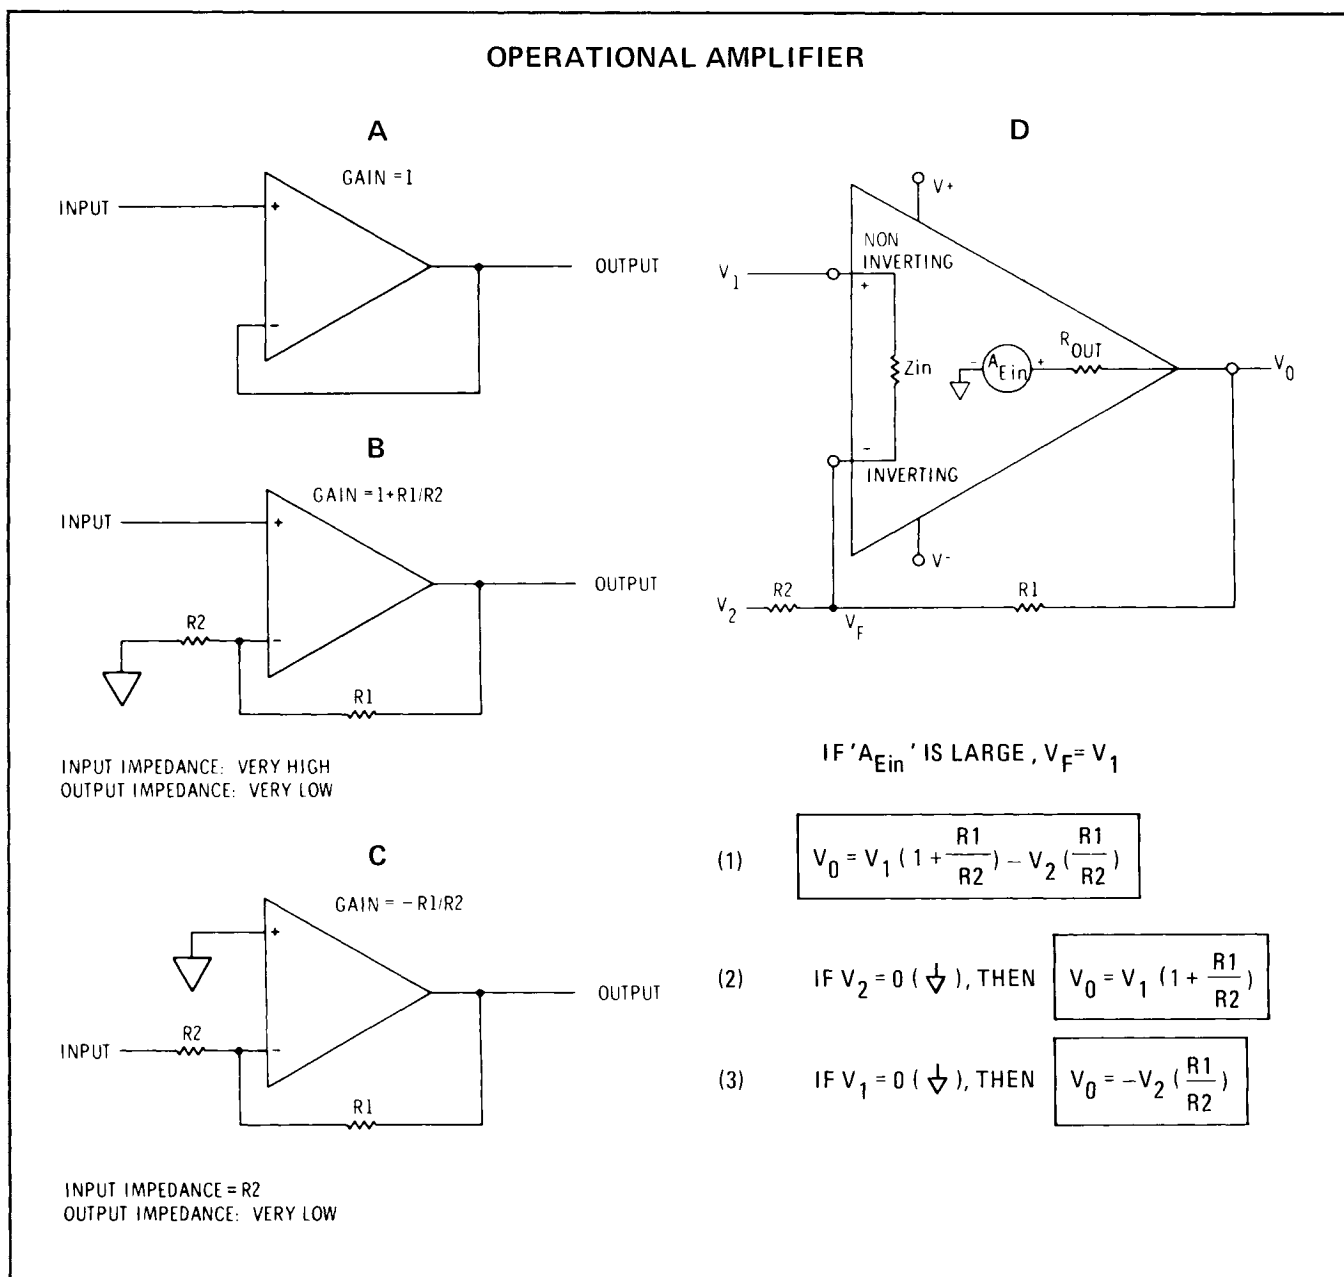 OPERATIONAL AMPLIFIER
A
GAIN = 1
INPUT
+
-
OUTPUT
B
GAIN = 1+R1/R2
INPUT
+
-
OUTPUT
R2
R1
INPUT IMPEDANCE: VERY HIGH
OUTPUT IMPEDANCE: VERY LOW
C
GAIN = -R1/R2
+
-
OUTPUT
INPUT
R2
R1
INPUT IMPEDANCE = R2
OUTPUT IMPEDANCE: VERY LOW
D
V+
NON
INVERTING
V1
+
Zin
- AEin +
ROUT
V0
-
INVERTING
V-
V2
R2
VF
R1
IF 'AEin' IS LARGE, VF = V1
(1) V0 = V1 (1 + R1/R2) - V2 (R1/R2)
(2) IF V2 = 0 (⏚), THEN V0 = V1 (1 + R1/R2)
(3) IF V1 = 0 (⏚), THEN V0 = -V2 (R1/R2)